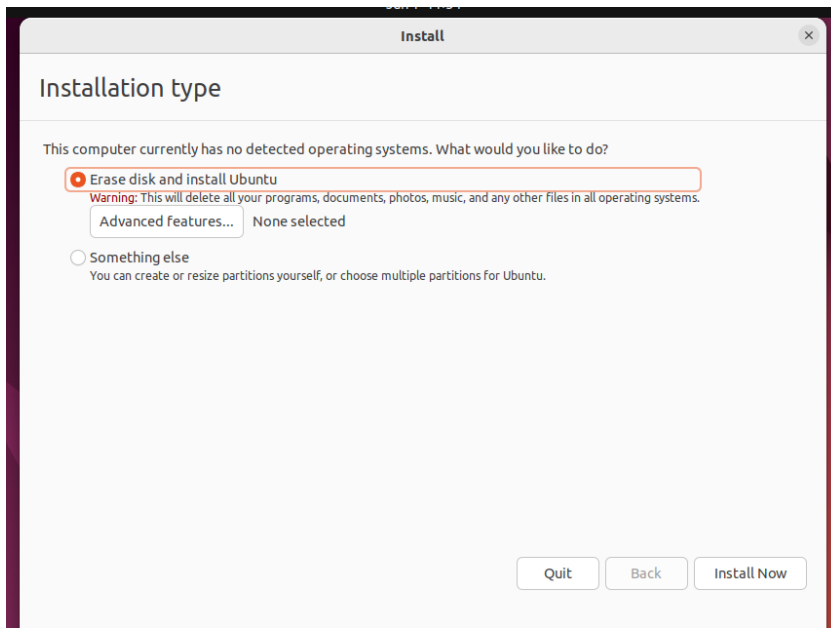 Install
Installation type
This computer currently has no detected operating systems. What would you like to do?
Erase disk and install Ubuntu
Warning: This will delete all your programs, documents, photos, music, and any other files in all operating systems.
Advanced features... None selected
Something else
You can create or resize partitions yourself, or choose multiple partitions for Ubuntu.
Quit Back Install Now